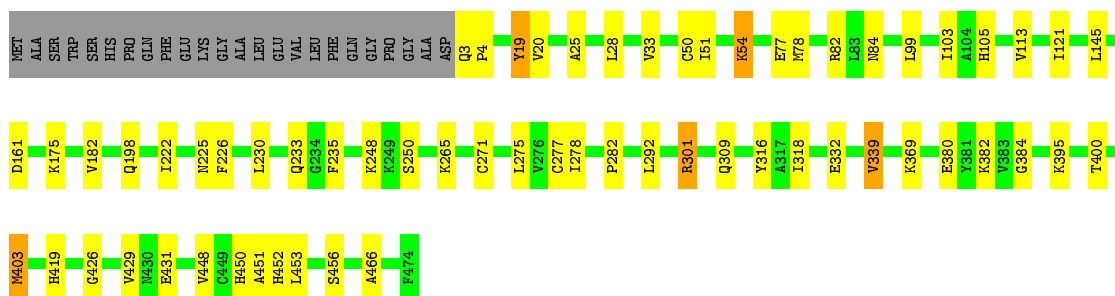 MET ALA SER TRP SER HIS PRO GLN PHE GLU LYS GLY ALA LEU GLU VAL LEU PHE GLN GLY PRO GLY ALA ASP Q3 P4 Y19 V20 A25 L28 V33 C50 I51 K54 E77 M78 R82 L83 N84 L99 I103 A104 H105 V113 I121 L145
D161 K175 V182 Q198 I222 N225 F226 L230 Q233 G234 F235 K248 K249 S250 K265 C271 L275 V276 C277 I278 P282 L292 R301 Q309 Y316 A317 I318 E332 V339 K369 E380 Y381 K382 V383 G384 K395 T400
M403 H419 G426 V429 N430 E431 V448 C449 H450 A451 H452 L453 S456 A466 F474